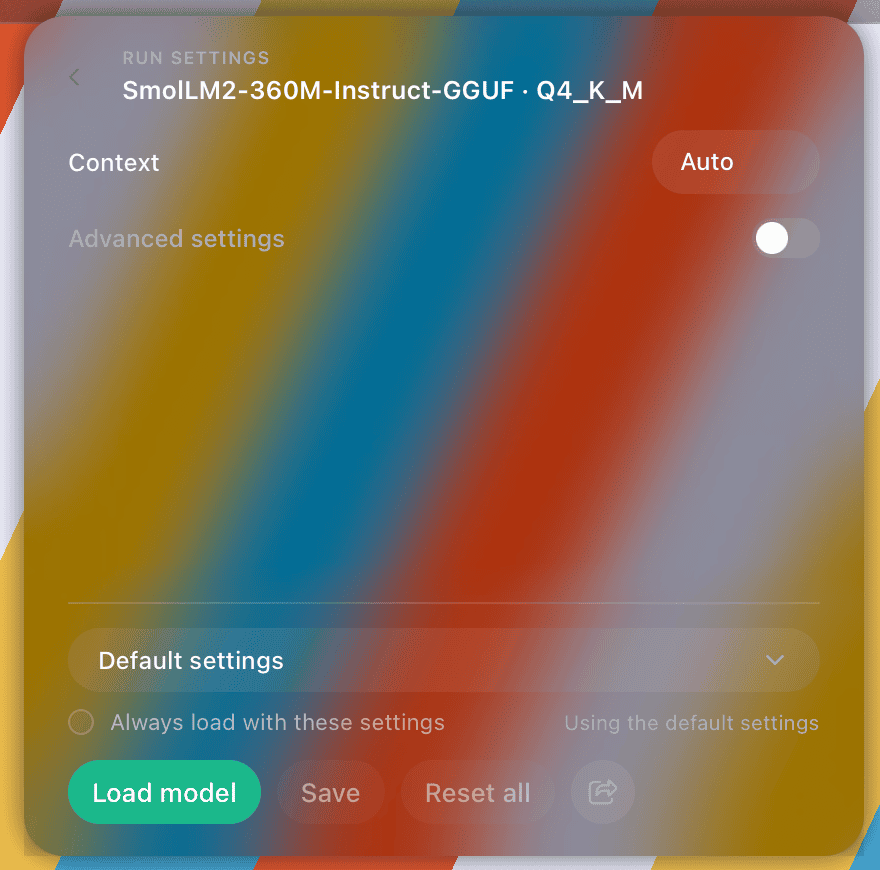 RUN SETTINGS
SmolLM2-360M-Instruct-GGUF · Q4_K_M
Context
Auto
Advanced settings
Default settings
Always load with these settings
Using the default settings
Load model
Save
Reset all